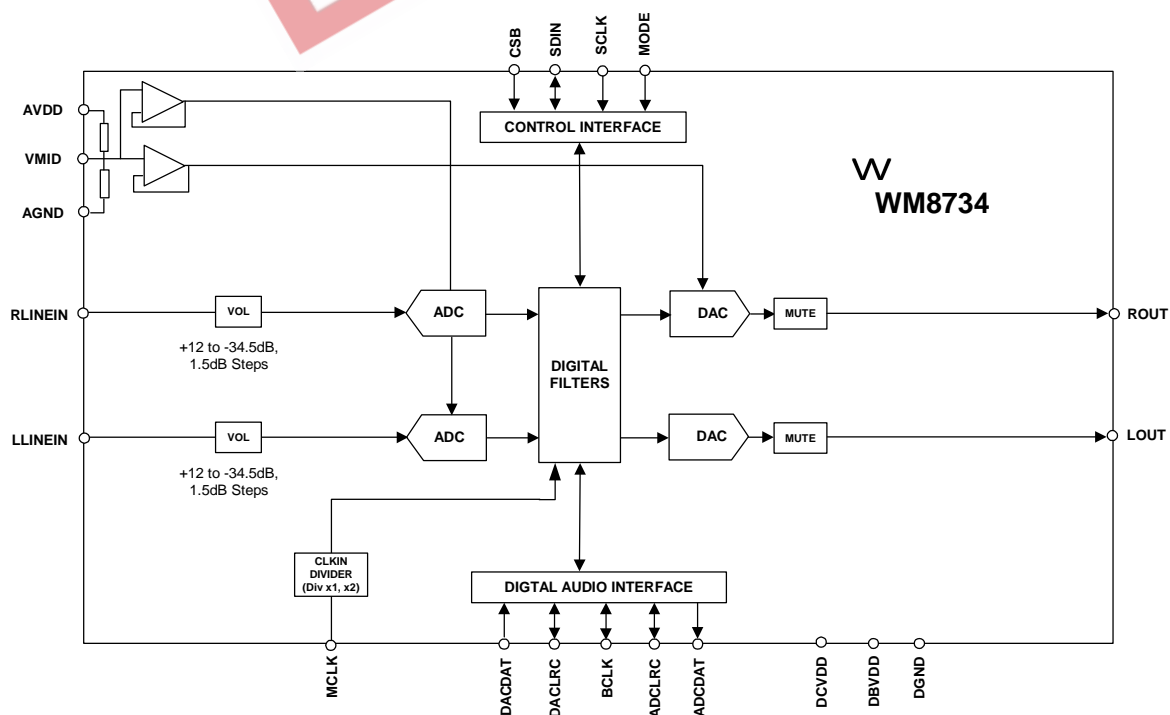 CSB
SDIN
SCLK
MODE
AVDD
VMID
AGND
CONTROL INTERFACE
W
WM8734
RLINEIN
VOL
+12 to -34.5dB,
1.5dB Steps
ADC
DIGITAL
FILTERS
DAC
MUTE
ROUT
LLINEIN
VOL
+12 to -34.5dB,
1.5dB Steps
ADC
DAC
MUTE
LOUT
CLKIN
DIVIDER
(Div x1, x2)
DIGTAL AUDIO INTERFACE
MCLK
DACDAT
DACLRC
BCLK
ADCLRC
ADCDAT
DCVDD
DBVDD
DGND